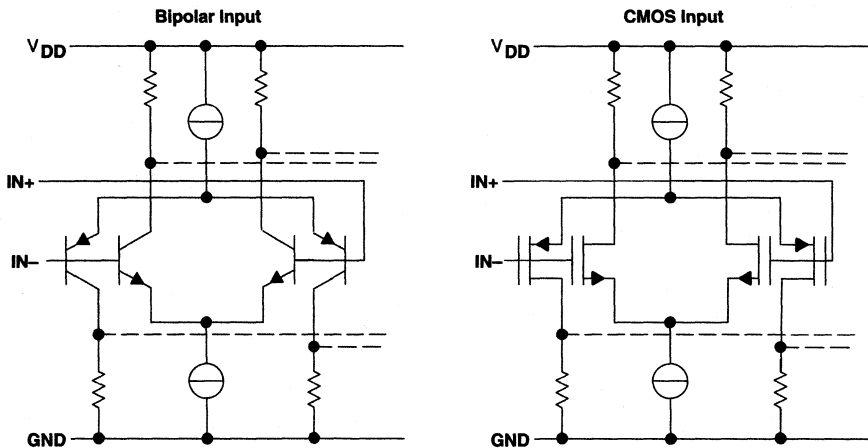 Bipolar Input
CMOS Input
VDD
VDD
IN+
IN+
IN–
IN–
GND
GND